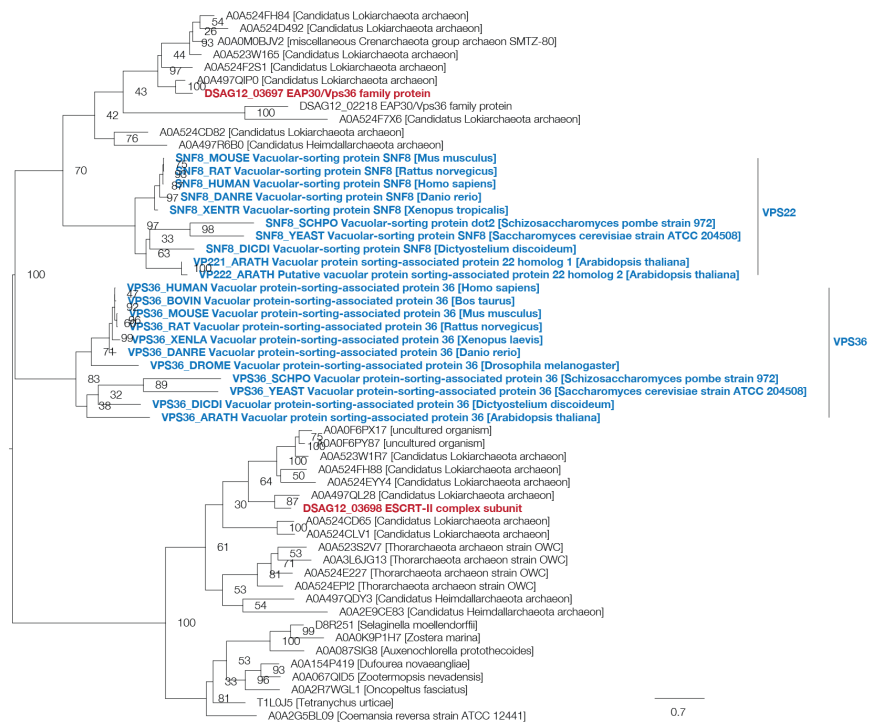 A0A524FH84 [Candidatus Lokiarchaeota archaeon]
54
A0A524D492 [Candidatus Lokiarchaeota archaeon]
26
A0A0M0BJV2 [miscellaneous Crenarchaeota group archaeon SMTZ-80]
93
44
A0A523W165 [Candidatus Lokiarchaeota archaeon]
97
A0A524F2S1 [Candidatus Lokiarchaeota archaeon]
A0A497QIP0 [Candidatus Lokiarchaeota archaeon]
100
43
DSAG12_03697 EAP30/Vps36 family protein
DSAG12_02218 EAP30/Vps36 family protein
42
100
A0A524F7X6 [Candidatus Lokiarchaeota archaeon]
A0A524CD82 [Candidatus Lokiarchaeota archaeon]
76
A0A497R6B0 [Candidatus Heimdallarchaeota archaeon]
70
SNF8_MOUSE Vacuolar-sorting protein SNF8 [Mus musculus]
SNF8_RAT Vacuolar-sorting protein SNF8 [Rattus norvegicus]
SNF8_HUMAN Vacuolar-sorting protein SNF8 [Homo sapiens]
87
97
SNF8_DANRE Vacuolar-sorting protein SNF8 [Danio rerio]
SNF8_XENTR Vacuolar-sorting protein SNF8 [Xenopus tropicalis]
VPS22
97
SNF8_SCHPO Vacuolar-sorting protein dot2 [Schizosaccharomyces pombe strain 972]
98
33
SNF8_YEAST Vacuolar-sorting protein SNF8 [Saccharomyces cerevisiae strain ATCC 204508]
63
SNF8_DICDI Vacuolar-sorting protein SNF8 [Dictyostelium discoideum]
VP221_ARATH Vacuolar protein sorting-associated protein 22 homolog 1 [Arabidopsis thaliana]
100
VP222_ARATH Putative vacuolar protein sorting-associated protein 22 homolog 2 [Arabidopsis thaliana]
100
VPS36_HUMAN Vacuolar protein-sorting-associated protein 36 [Homo sapiens]
47
VPS36_BOVIN Vacuolar protein-sorting-associated protein 36 [Bos taurus]
92
VPS36_MOUSE Vacuolar protein-sorting-associated protein 36 [Mus musculus]
VPS36_RAT Vacuolar protein-sorting-associated protein 36 [Rattus norvegicus]
99
VPS36_XENLA Vacuolar protein-sorting-associated protein 36 [Xenopus laevis]
VPS36
71
VPS36_DANRE Vacuolar protein-sorting-associated protein 36 [Danio rerio]
VPS36_DROME Vacuolar protein-sorting-associated protein 36 [Drosophila melanogaster]
83
VPS36_SCHPO Vacuolar protein-sorting-associated protein 36 [Schizosaccharomyces pombe strain 972]
89
32
VPS36_YEAST Vacuolar protein-sorting-associated protein 36 [Saccharomyces cerevisiae strain ATCC 204508]
38
VPS36_DICDI Vacuolar protein-sorting-associated protein 36 [Dictyostelium discoideum]
VPS36_ARATH Vacuolar protein sorting-associated protein 36 [Arabidopsis thaliana]
A0A0F6PX17 [uncultured organism]
75
A0A0F6PY87 [uncultured organism]
100
100
A0A523W1R7 [Candidatus Lokiarchaeota archaeon]
A0A524FH88 [Candidatus Lokiarchaeota archaeon]
64
50
A0A524EYY4 [Candidatus Lokiarchaeota archaeon]
A0A497QL28 [Candidatus Lokiarchaeota archaeon]
30
87
DSAG12_03698 ESCRT-II complex subunit
A0A524CD65 [Candidatus Lokiarchaeota archaeon]
100
A0A524CLV1 [Candidatus Lokiarchaeota archaeon]
61
A0A523S2V7 [Thorarchaeota archaeon strain OWC]
53
A0A3L6JG13 [Thorarchaeota archaeon strain OWC]
71
81
A0A524E227 [Thorarchaeota archaeon strain OWC]
53
A0A524EPI2 [Thorarchaeota archaeon strain OWC]
A0A497QDY3 [Candidatus Heimdallarchaeota archaeon]
54
A0A2E9CE83 [Candidatus Heimdallarchaeota archaeon]
100
D8R251 [Selaginella moellendorffii]
99
100
A0A0K9P1H7 [Zostera marina]
A0A087SIG8 [Auxenochlorella protothecoides]
53
A0A154P419 [Dufourea novaeangliae]
93
33
96
A0A067QID5 [Zootermopsis nevadensis]
A0A2R7WGL1 [Oncopeltus fasciatus]
81
T1L0J5 [Tetranychus urticae]
A0A2G5BL09 [Coemansia reversa strain ATCC 12441]
0.7